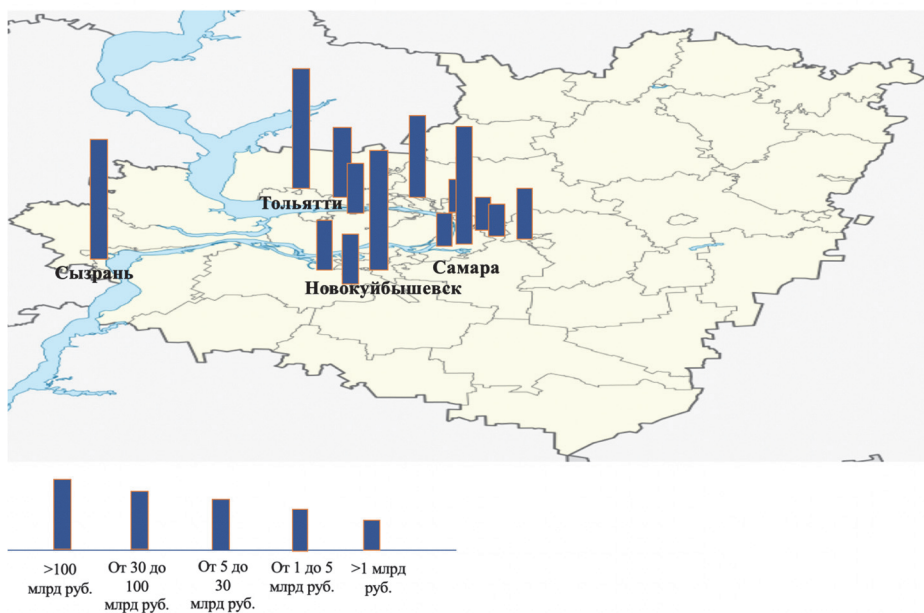 Тольятти
Сызрань
Самара
Новокуйбышевск
>100
млрд руб.
От 30 до
100
млрд руб.
От 5 до
30
млрд руб.
От 1 до 5
млрд руб.
>1 млрд
руб.